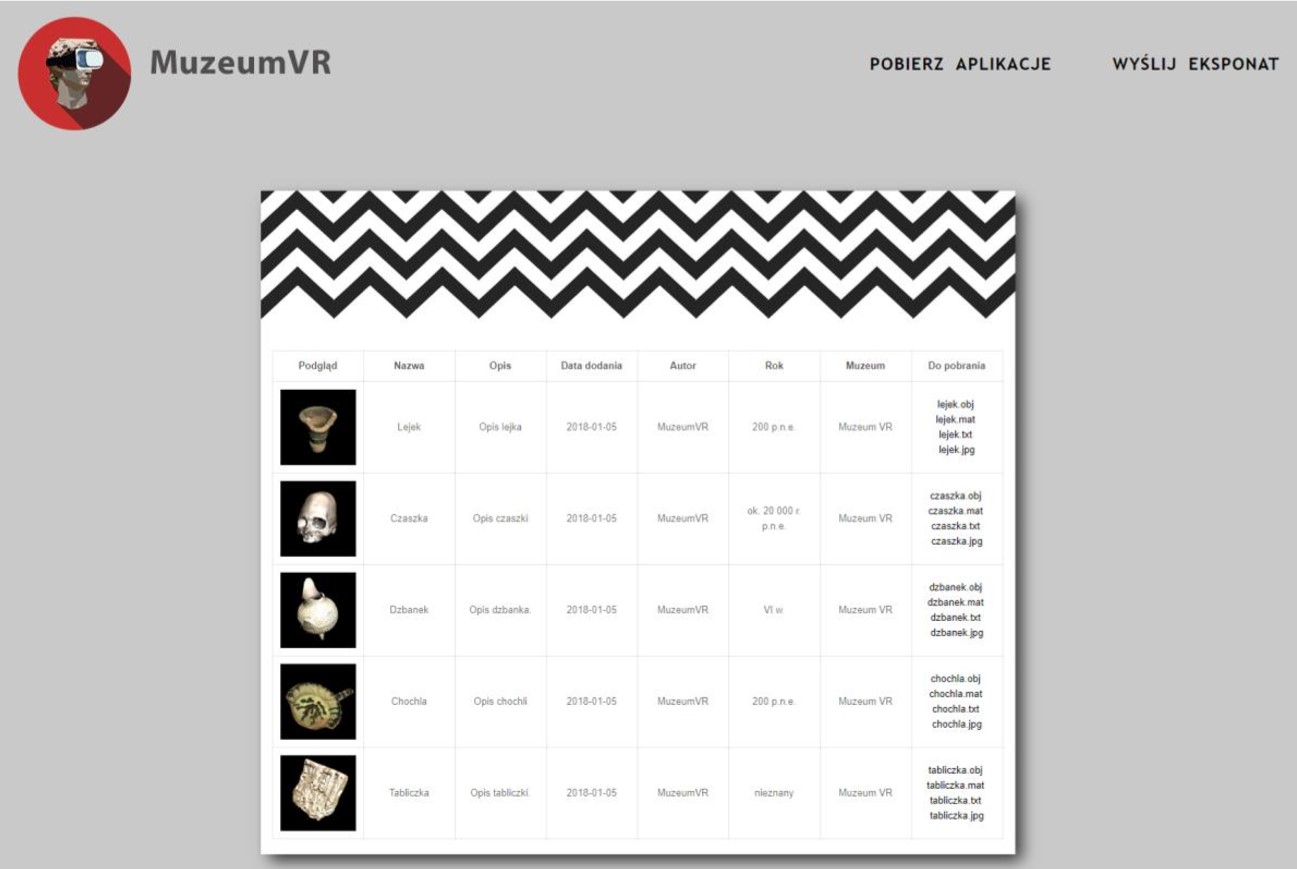 MuzeumVR
POBIERZ APLIKACJE
WYŚLIJ EKSPONAT
Podgląd Nazwa Opis Data dodania Autor Rok Muzeum Do pobrania
Lejek Opis lejka 2018-01-05 MuzeumVR 200 p.n.e. Muzeum VR
lejek.obj
lejek.mat
lejek.txt
lejek.jpg
Czaszka Opis czaszki 2018-01-05 MuzeumVR ok. 20 000 r. p.n.e. Muzeum VR
czaszka.obj
czaszka.mat
czaszka.txt
czaszka.jpg
Dzbanek Opis dzbanka. 2018-01-05 MuzeumVR VI w. Muzeum VR
dzbanek.obj
dzbanek.mat
dzbanek.txt
dzbanek.jpg
Chochla Opis chochli 2018-01-05 MuzeumVR 200 p.n.e. Muzeum VR
chochla.obj
chochla.mat
chochla.txt
chochla.jpg
Tabliczka Opis tabliczki. 2018-01-05 MuzeumVR nieznany Muzeum VR
tabliczka.obj
tabliczka.mat
tabliczka.txt
tabliczka.jpg